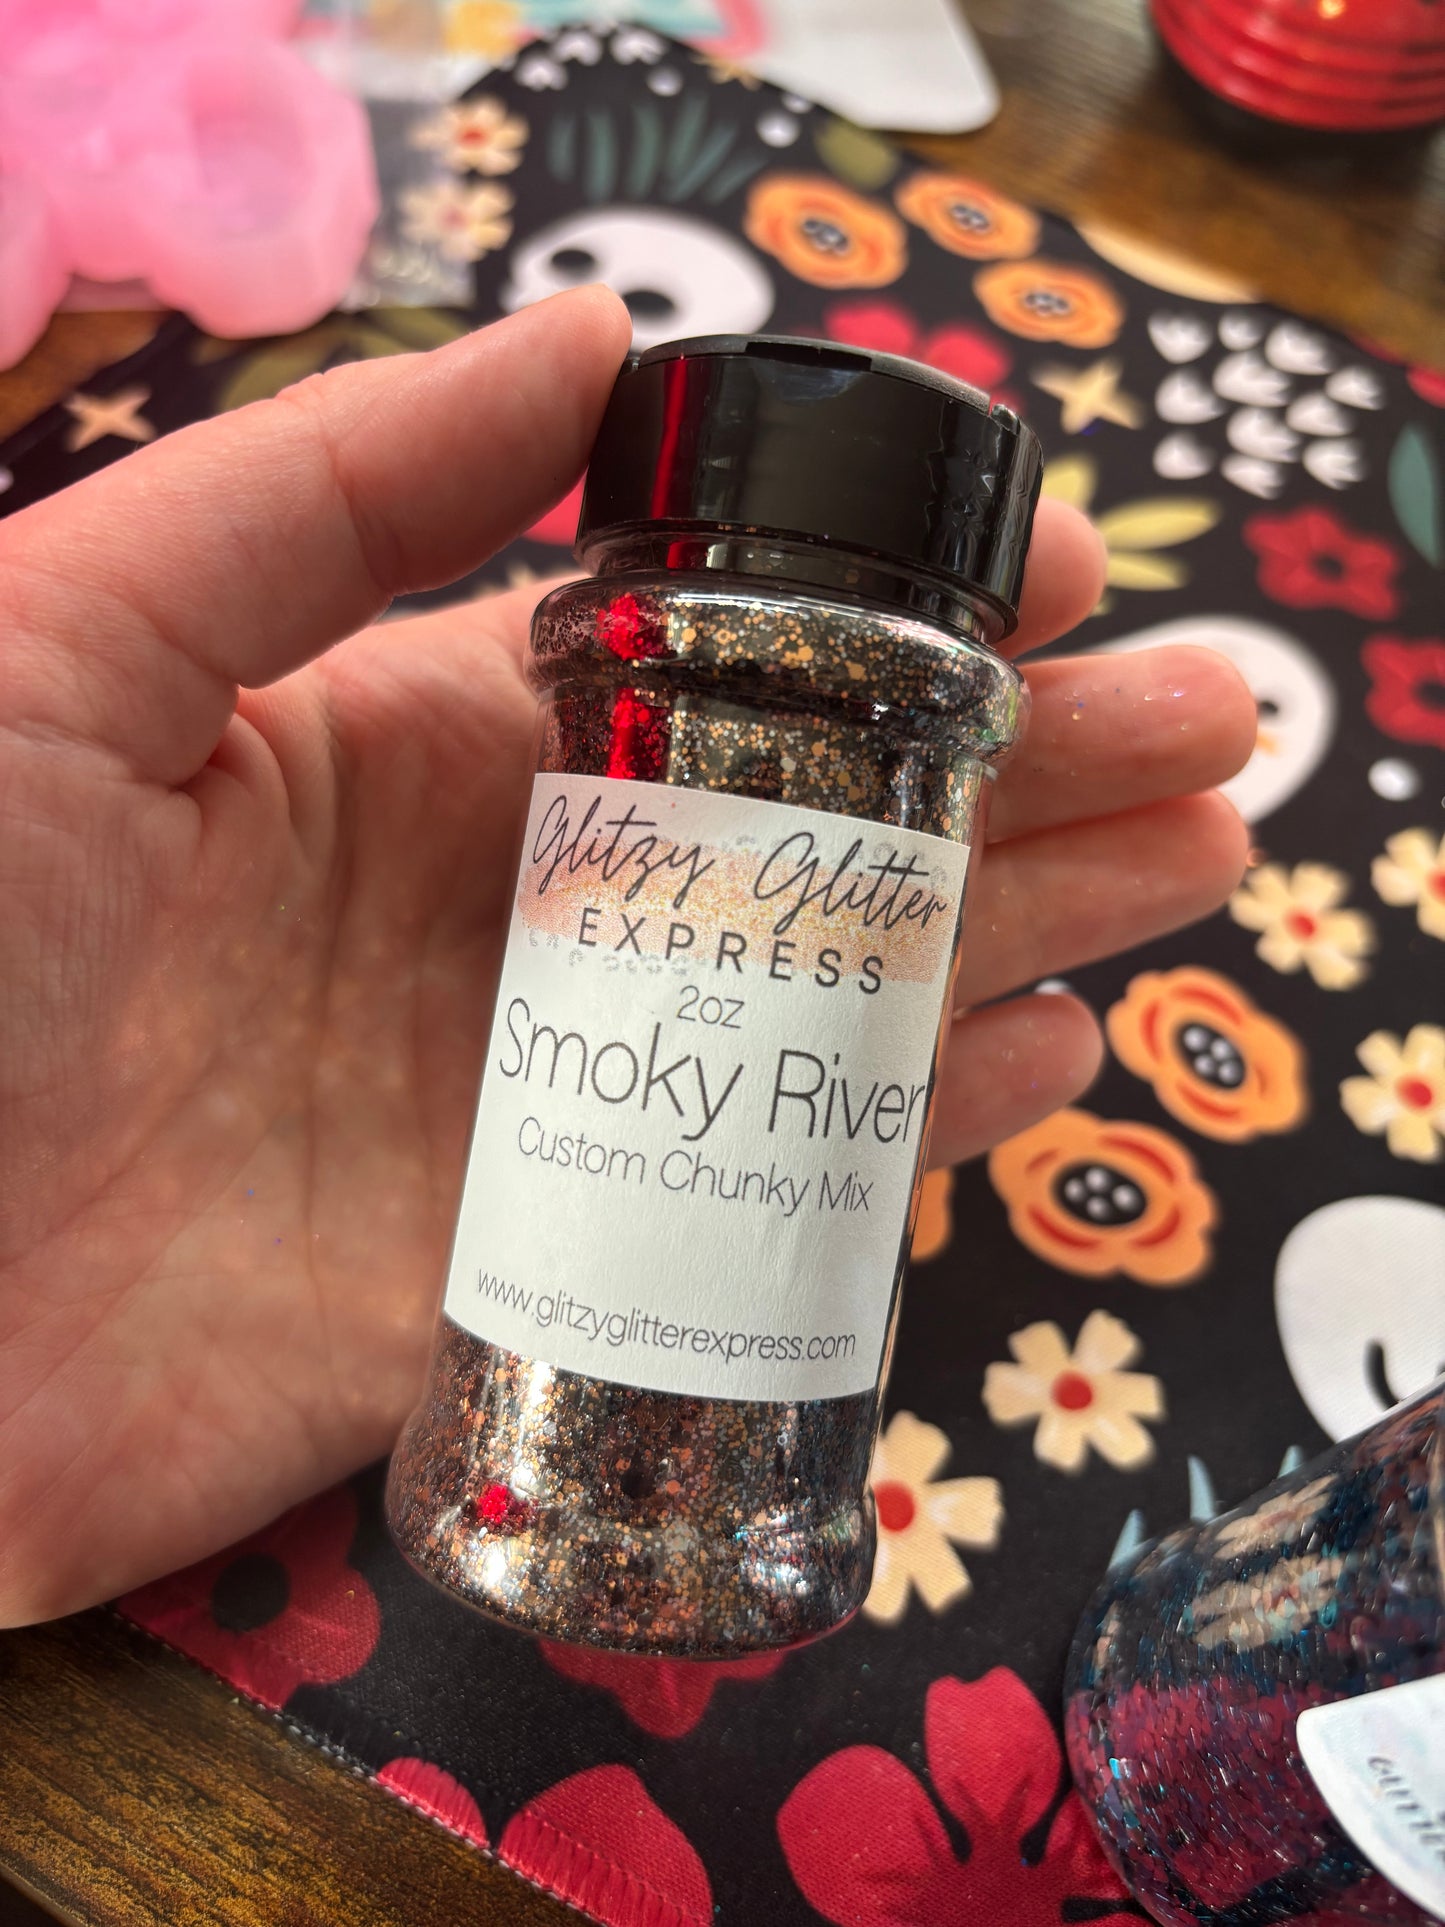 Glitzy Glitter
EXPRESS
2oz
Smoky River
Custom Chunky Mix
www.glitzyglitterexpress.com